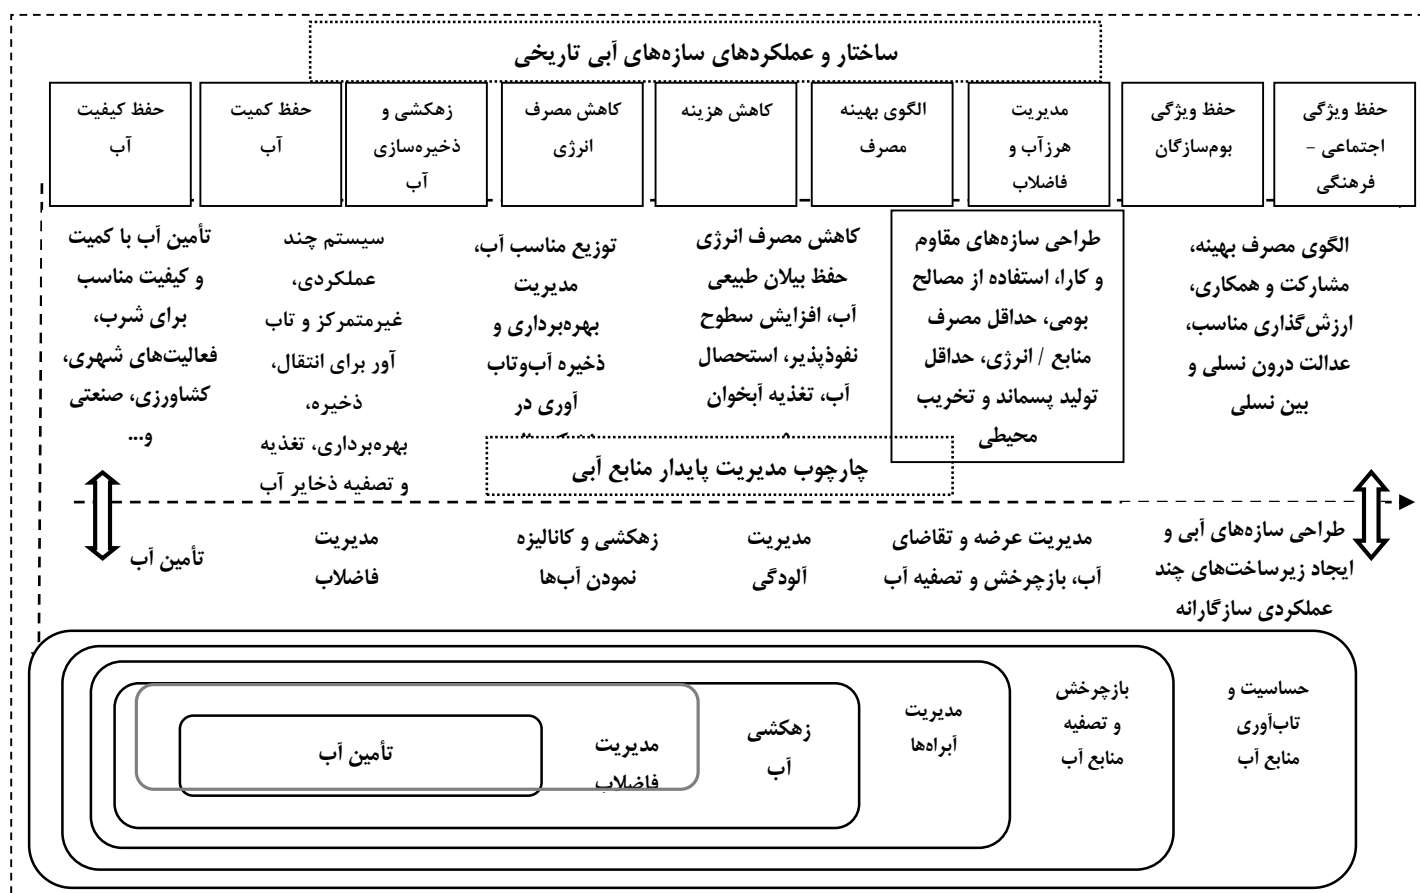 ساختار و عملکردهای سازه‌های آبی تاریخی
حفظ ویژگی
اجتماعی –
فرهنگی
حفظ ویژگی
بوم‌سازگان
مدیریت
هرزآب و
فاضلاب
الگوی بهینه
مصرف
کاهش هزینه
کاهش مصرف
انرژی
زهکشی و
ذخیره‌سازی
آب
حفظ کمیت
آب
حفظ کیفیت
آب
الگوی مصرف بهینه،
مشارکت و همکاری،
ارزش‌گذاری مناسب،
عدالت درون نسلی و
بین نسلی
طراحی سازه‌های مقاوم
و کارا، استفاده از مصالح
بومی، حداقل مصرف
منابع / انرژی، حداقل
تولید پسماند و تخریب
محیطی
کاهش مصرف انرژی
حفظ بیلان طبیعی
آب، افزایش سطوح
نفوذپذیر، استحصال
آب، تغذیه آبخوان
توزیع مناسب آب،
مدیریت
بهره‌برداری و
ذخیره آب‌وتاب
آوری در
سیستم چند
عملکردی،
غیرمتمرکز و تاب
آور برای انتقال،
ذخیره،
بهره‌برداری، تغذیه
و تصفیه ذخایر آب
تأمین آب با کمیت
و کیفیت مناسب
برای شرب،
فعالیت‌های شهری،
کشاورزی، صنعتی
و...
چارچوب مدیریت پایدار منابع آبی
طراحی سازه‌های آبی و
ایجاد زیرساخت‌های چند
عملکردی سازگارانه
مدیریت عرضه و تقاضای
آب، بازچرخش و تصفیه آب
مدیریت
آلودگی
زهکشی و کانالیزه
نمودن آب‌ها
مدیریت
فاضلاب
تأمین آب
حساسیت و
تاب‌آوری
منابع آب
بازچرخش
و تصفیه
منابع آب
مدیریت
آبراه‌ها
زهکشی
آب
مدیریت
فاضلاب
تأمین آب